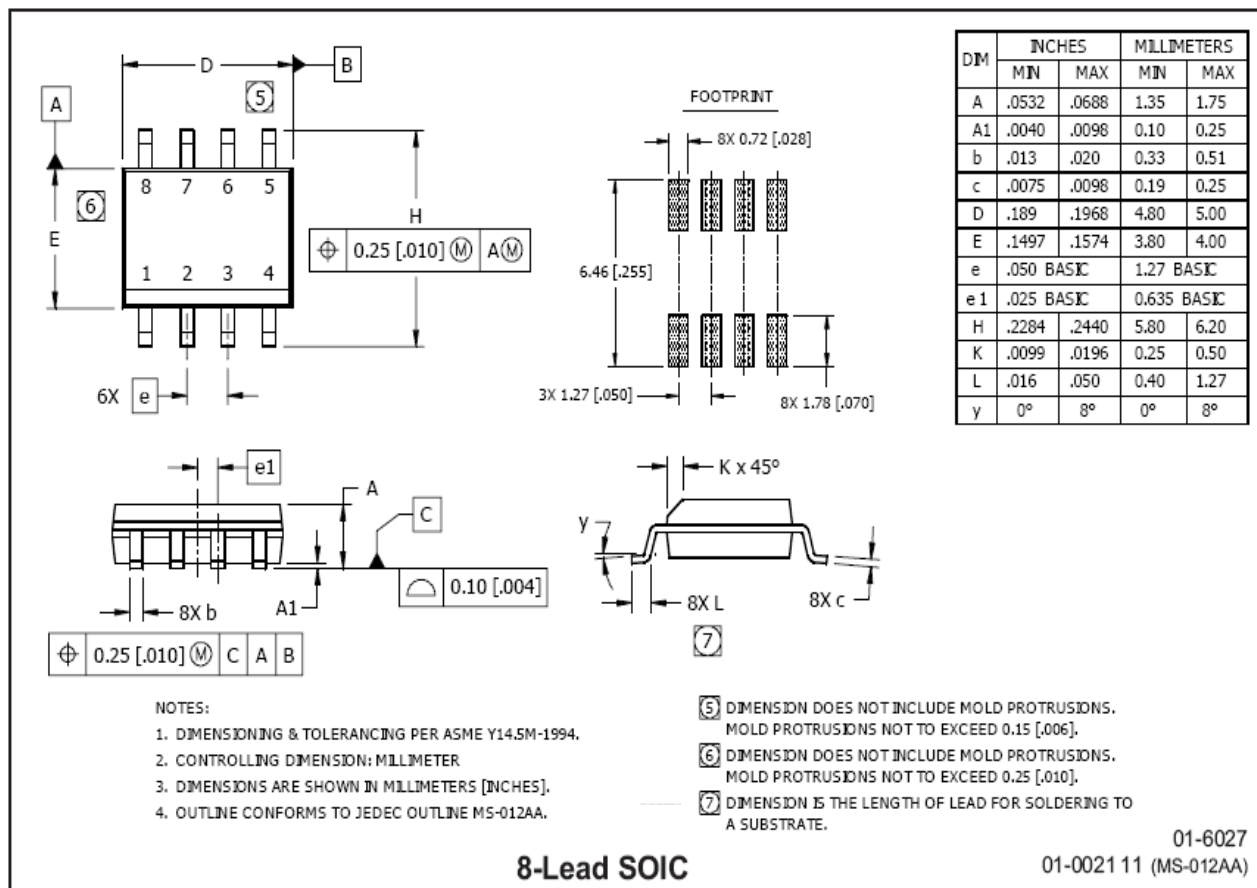 D
B
5
A
8 7 6 5
6
E
H
⌖ 0.25 [.010] Ⓜ AⓂ
1 2 3 4
6X e
FOOTPRINT
8X 0.72 [.028]
6.46 [.255]
3X 1.27 [.050]
8X 1.78 [.070]
DIM INCHES MILLIMETERS
MIN MAX MIN MAX
A .0532 .0688 1.35 1.75
A1 .0040 .0098 0.10 0.25
b .013 .020 0.33 0.51
c .0075 .0098 0.19 0.25
D .189 .1968 4.80 5.00
E .1497 .1574 3.80 4.00
e .050 BASIC 1.27 BASIC
e1 .025 BASIC 0.635 BASIC
H .2284 .2440 5.80 6.20
K .0099 .0196 0.25 0.50
L .016 .050 0.40 1.27
y 0° 8° 0° 8°
e1
A
C
0.10 [.004]
A1
8X b
⌖ 0.25 [.010] Ⓜ C A B
K x 45°
y
8X L
8X c
7
NOTES:
1. DIMENSIONING & TOLERANCING PER ASME Y14.5M-1994.
2. CONTROLLING DIMENSION: MILLIMETER
3. DIMENSIONS ARE SHOWN IN MILLIMETERS [INCHES].
4. OUTLINE CONFORMS TO JEDEC OUTLINE MS-012AA.
5 DIMENSION DOES NOT INCLUDE MOLD PROTRUSIONS.
MOLD PROTRUSIONS NOT TO EXCEED 0.15 [.006].
6 DIMENSION DOES NOT INCLUDE MOLD PROTRUSIONS.
MOLD PROTRUSIONS NOT TO EXCEED 0.25 [.010].
7 DIMENSION IS THE LENGTH OF LEAD FOR SOLDERING TO
A SUBSTRATE.
8-Lead SOIC
01-6027
01-0021 11 (MS-012AA)